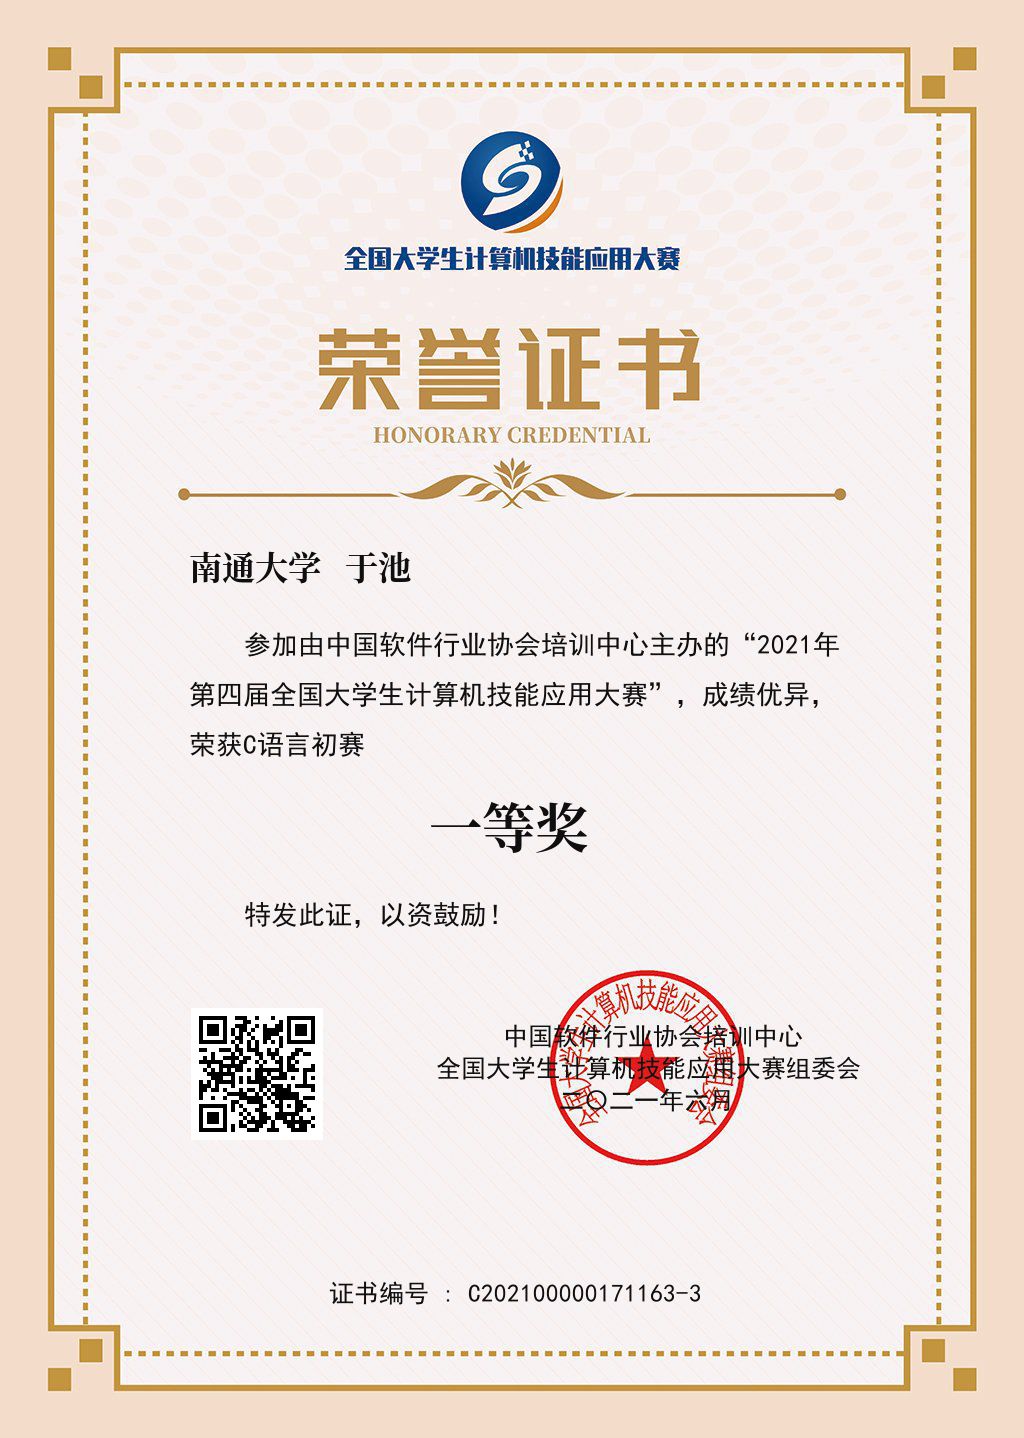 全国大学生计算机技能应用大赛
荣誉证书
HONORARY CREDENTIAL
南通大学 于池
参加由中国软件行业协会培训中心主办的“2021年
第四届全国大学生计算机技能应用大赛”，成绩优异，
荣获C语言初赛
一等奖
特发此证，以资鼓励！
中国软件行业协会培训中心
全国大学生计算机技能应用大赛组委会
二〇二一年六月
全国大学生计算机技能应用大赛组委会
证书编号 : C202100000171163-3